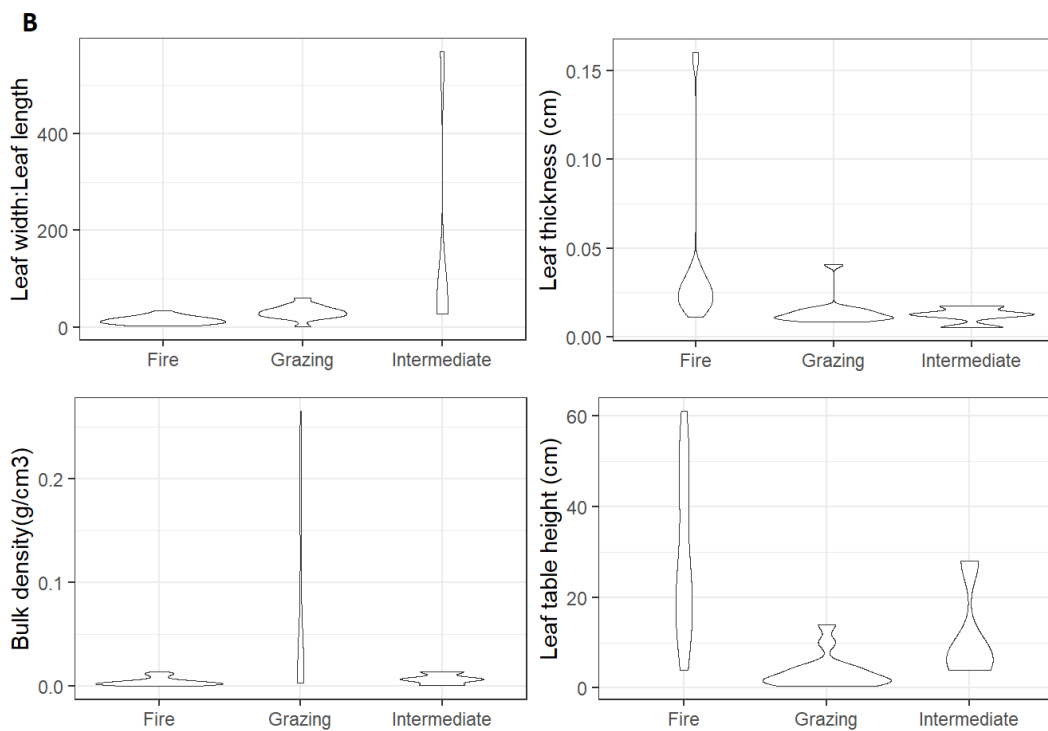 B
Leaf width:Leaf length
400
200
0
Fire Grazing Intermediate
Leaf thickness (cm)
0.15
0.10
0.05
0.00
Fire Grazing Intermediate
Bulk density(g/cm3)
0.2
0.1
0.0
Fire Grazing Intermediate
Leaf table height (cm)
60
40
20
0
Fire Grazing Intermediate